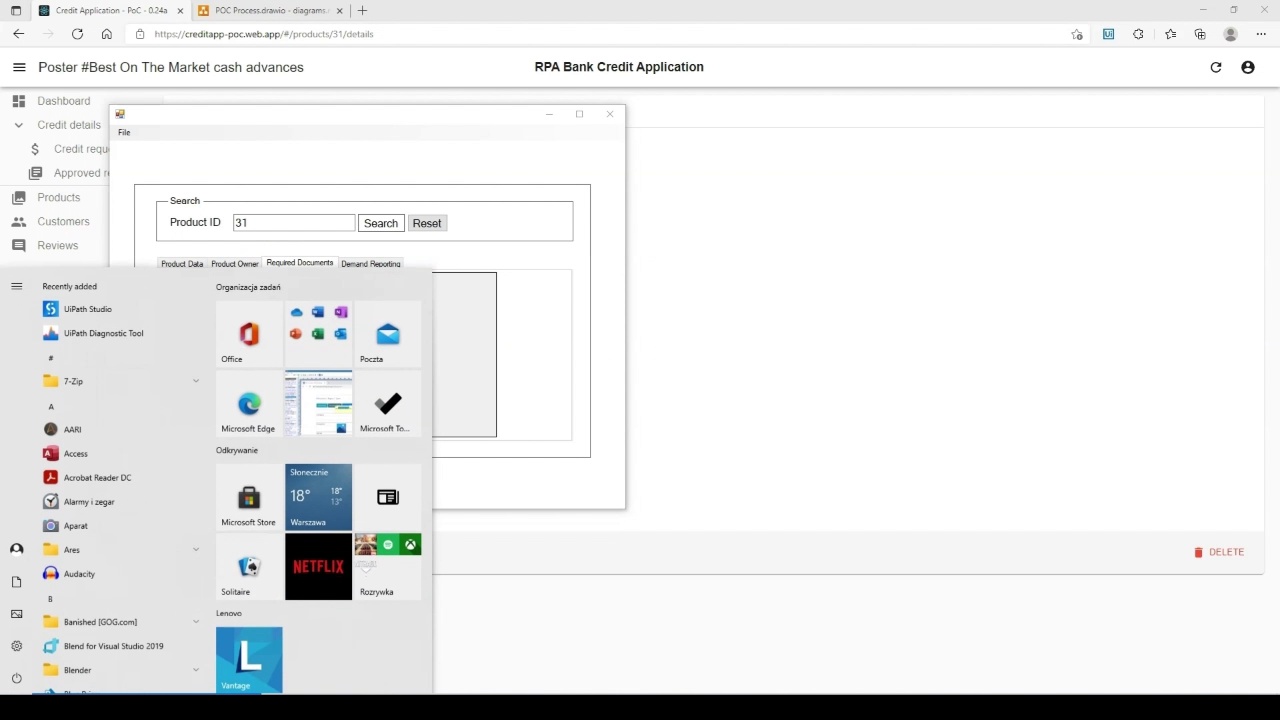 Credit Application - PoC - 0.24a
POC Process.drawio - diagrams.
https://creditapp-poc.web.app/#/products/31/details
Poster #Best On The Market cash advances
RPA Bank Credit Application
Dashboard
Credit details
Credit requ
Approved r
Products
Customers
Reviews
File
Search
Product ID
31
Search
Reset
Product Data
Product Owner
Required Documents
Demand Reporting
DELETE
Recently added
UiPath Studio
UiPath Diagnostic Tool
#
7-Zip
A
AARI
Access
Acrobat Reader DC
Alarmy i zegar
Aparat
Ares
Audacity
B
Banished [GOG.com]
Blend for Visual Studio 2019
Blender
Organizacja zadań
Office
Poczta
Microsoft Edge
Microsoft To...
Odkrywanie
Microsoft Store
Słonecznie
18°
18°
13°
Warszawa
Solitaire
NETFLIX
Rozrywka
Lenovo
L
Vantage